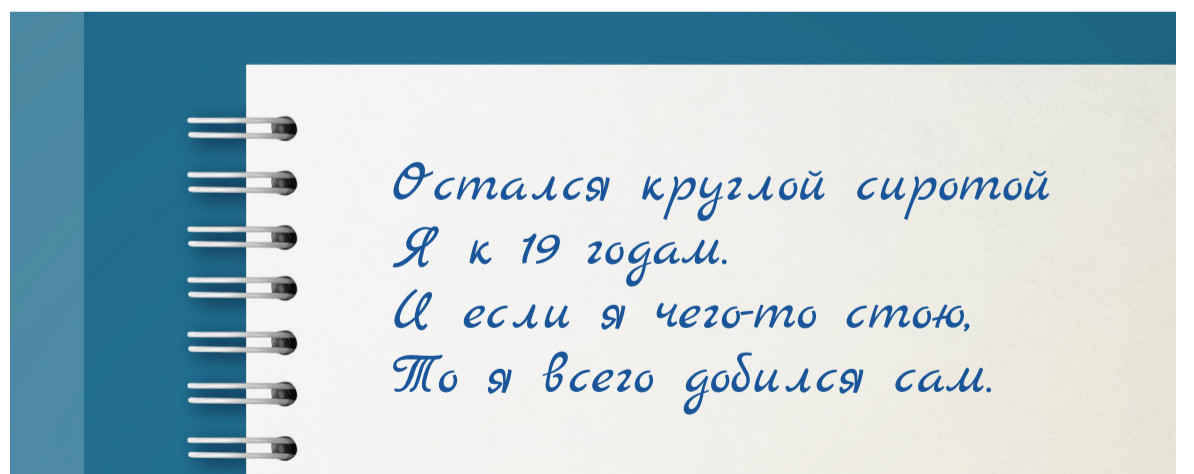 Остался круглой сиротой
Я к 19 годам.
И если я чего-то стою,
То я всего добился сам.